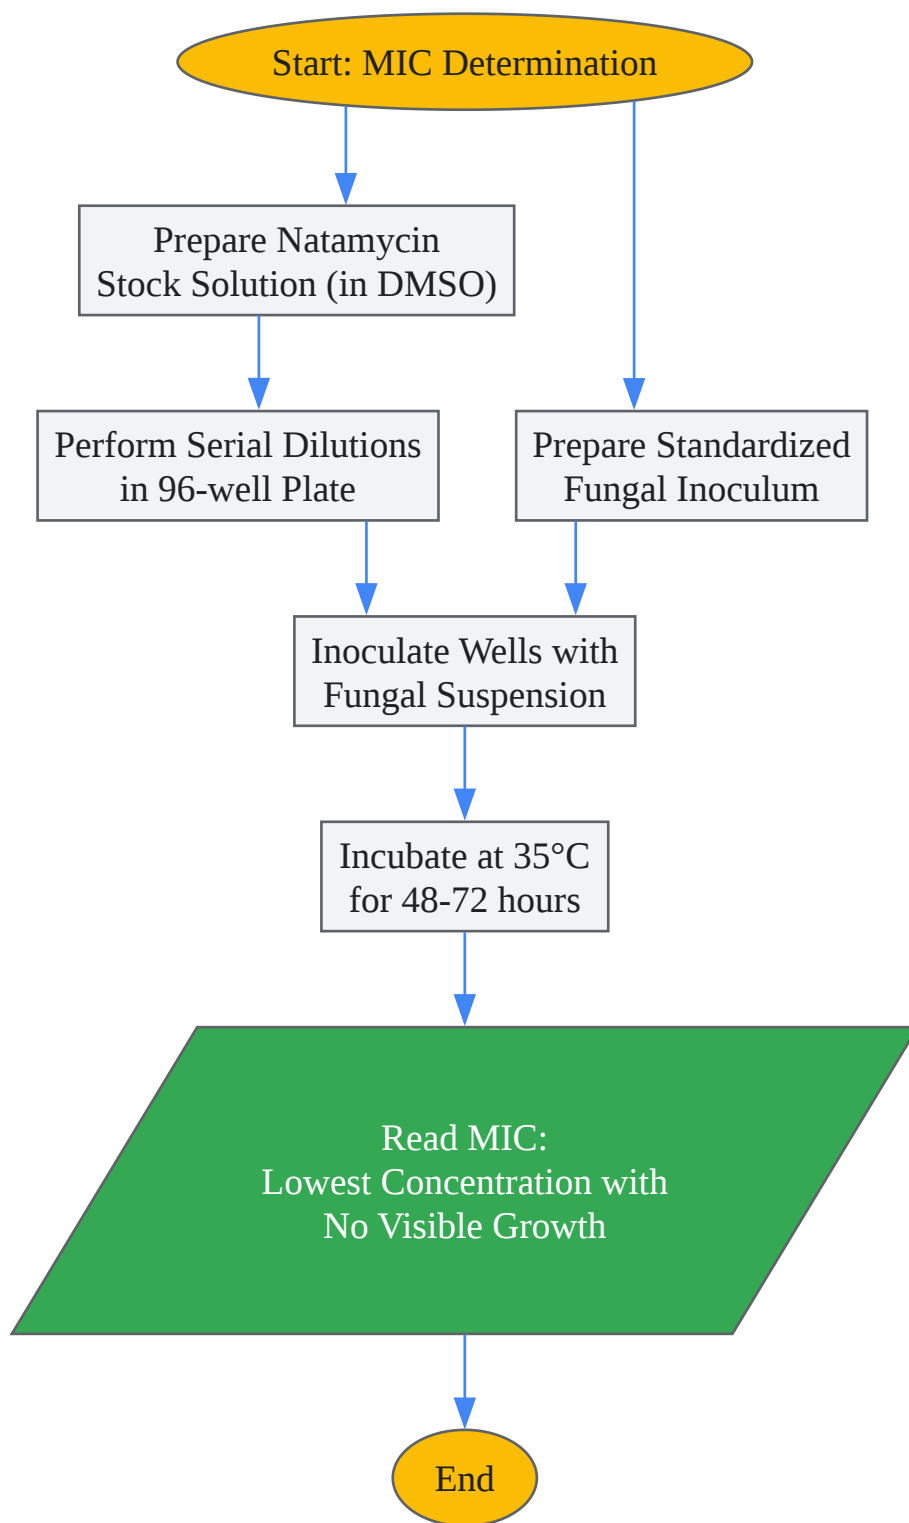 Start: MIC Determination
Prepare Natamycin
Stock Solution (in DMSO)
Perform Serial Dilutions
in 96-well Plate
Prepare Standardized
Fungal Inoculum
Inoculate Wells with
Fungal Suspension
Incubate at 35°C
for 48-72 hours
Read MIC:
Lowest Concentration with
No Visible Growth
End